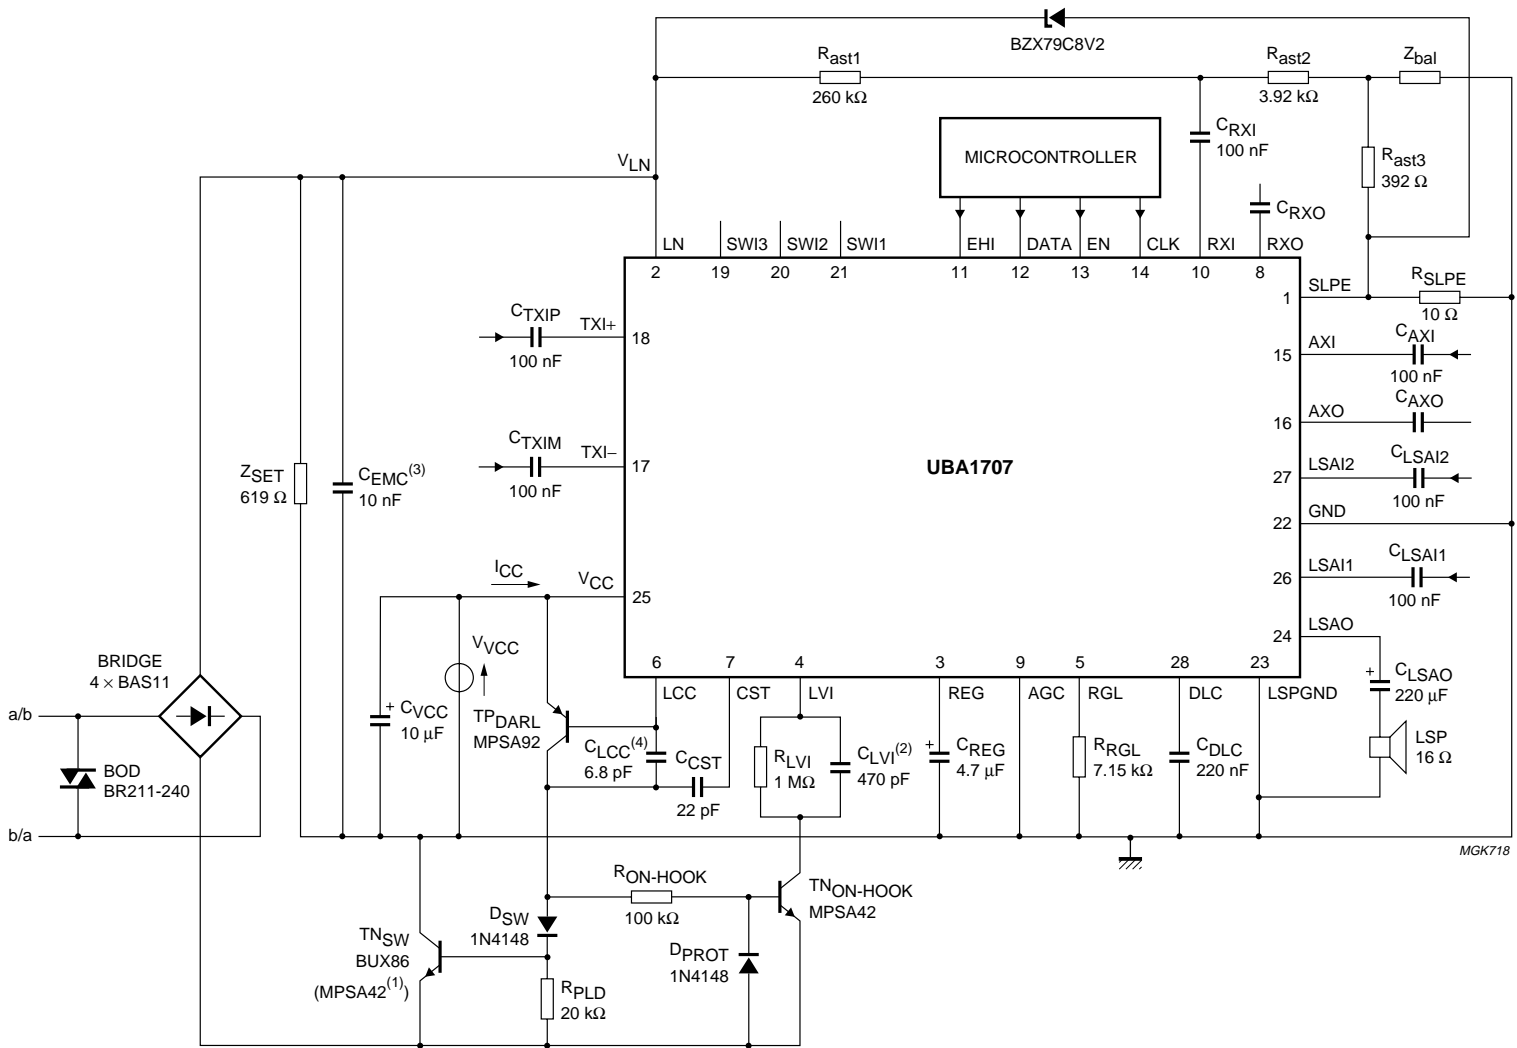 BZX79C8V2
Rast1
260 kΩ
Rast2
3.92 kΩ
Zbal
MICROCONTROLLER
CRXI
100 nF
Rast3
392 Ω
VLN
CRXO
LN
SWI3
SWI2
SWI1
EHI
DATA
EN
CLK
RXI
RXO
2
19
20
21
11
12
13
14
10
8
SLPE
1
RSLPE
10 Ω
CTXIP
100 nF
TXI+
18
AXI
15
CAXI
100 nF
AXO
16
CAXO
CTXIM
100 nF
TXI−
17
UBA1707
LSAI2
27
CLSAI2
100 nF
ZSET
619 Ω
CEMC(3)
10 nF
GND
22
ICC
VCC
25
LSAI1
26
CLSAI1
100 nF
VVCC
LSAO
24
BRIDGE
4 × BAS11
6
7
4
3
9
5
28
23
LCC
CST
LVI
REG
AGC
RGL
DLC
LSPGND
+
CLSAO
220 µF
a/b
+
CVCC
10 µF
TPDARL
MPSA92
CLCC(4)
6.8 pF
CCST
22 pF
RLVI
1 MΩ
CLVI(2)
470 pF
+
CREG
4.7 µF
RRGL
7.15 kΩ
CDLC
220 nF
LSP
16 Ω
BOD
BR211-240
b/a
MGK718
RON-HOOK
100 kΩ
TNON-HOOK
MPSA42
DSW
1N4148
TNSW
BUX86
(MPSA42(1))
DPROT
1N4148
RPLD
20 kΩ